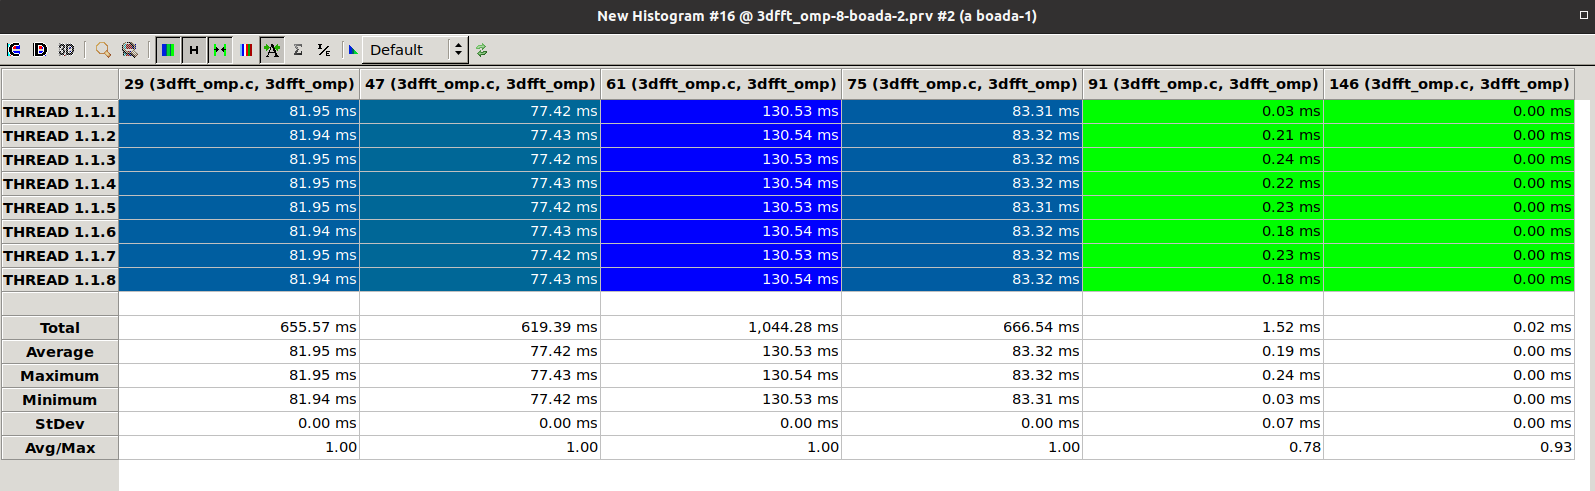 New Histogram #16 @ 3dfft_omp-8-boada-2.prv #2 (a boada-1)
C D 3D H A Σ Default
29 (3dfft_omp.c, 3dfft_omp) 47 (3dfft_omp.c, 3dfft_omp) 61 (3dfft_omp.c, 3dfft_omp) 75 (3dfft_omp.c, 3dfft_omp) 91 (3dfft_omp.c, 3dfft_omp) 146 (3dfft_omp.c, 3dfft_omp)
THREAD 1.1.1 81.95 ms 77.42 ms 130.53 ms 83.31 ms 0.03 ms 0.00 ms
THREAD 1.1.2 81.94 ms 77.43 ms 130.54 ms 83.32 ms 0.21 ms 0.00 ms
THREAD 1.1.3 81.95 ms 77.42 ms 130.53 ms 83.32 ms 0.24 ms 0.00 ms
THREAD 1.1.4 81.95 ms 77.43 ms 130.54 ms 83.32 ms 0.22 ms 0.00 ms
THREAD 1.1.5 81.95 ms 77.42 ms 130.53 ms 83.31 ms 0.23 ms 0.00 ms
THREAD 1.1.6 81.94 ms 77.43 ms 130.54 ms 83.32 ms 0.18 ms 0.00 ms
THREAD 1.1.7 81.95 ms 77.42 ms 130.53 ms 83.32 ms 0.23 ms 0.00 ms
THREAD 1.1.8 81.94 ms 77.43 ms 130.54 ms 83.32 ms 0.18 ms 0.00 ms
Total 655.57 ms 619.39 ms 1,044.28 ms 666.54 ms 1.52 ms 0.02 ms
Average 81.95 ms 77.42 ms 130.53 ms 83.32 ms 0.19 ms 0.00 ms
Maximum 81.95 ms 77.43 ms 130.54 ms 83.32 ms 0.24 ms 0.00 ms
Minimum 81.94 ms 77.42 ms 130.53 ms 83.31 ms 0.03 ms 0.00 ms
StDev 0.00 ms 0.00 ms 0.00 ms 0.00 ms 0.07 ms 0.00 ms
Avg/Max 1.00 1.00 1.00 1.00 0.78 0.93